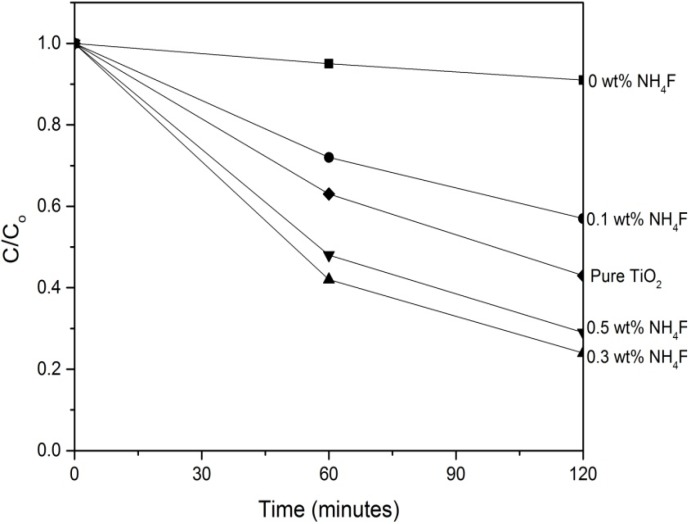 1.0
0.8
0.6
0.4
0.2
0.0
C/C₀
0 wt% NH₄F
0.1 wt% NH₄F
Pure TiO₂
0.5 wt% NH₄F
0.3 wt% NH₄F
0 30 60 90 120
Time (minutes)